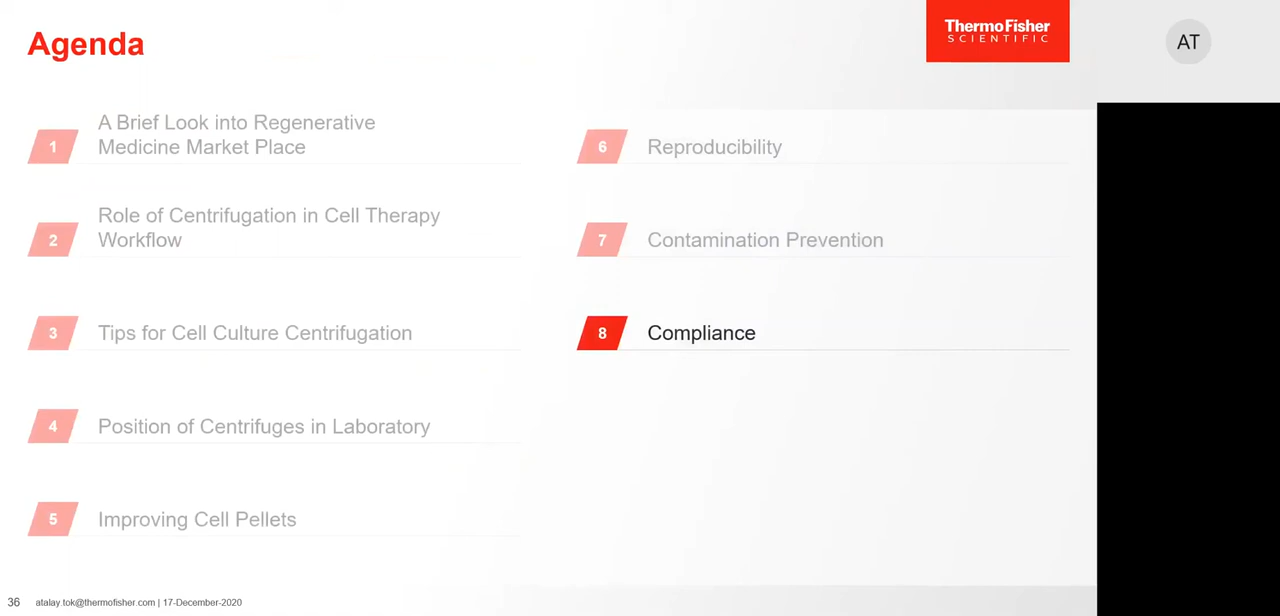 Agenda
ThermoFisher
SCIENTIFIC
AT
1
A Brief Look into Regenerative
Medicine Market Place
2
Role of Centrifugation in Cell Therapy
Workflow
3
Tips for Cell Culture Centrifugation
4
Position of Centrifuges in Laboratory
5
Improving Cell Pellets
6
Reproducibility
7
Contamination Prevention
8
Compliance
36 atalay.tok@thermofisher.com | 17-December-2020